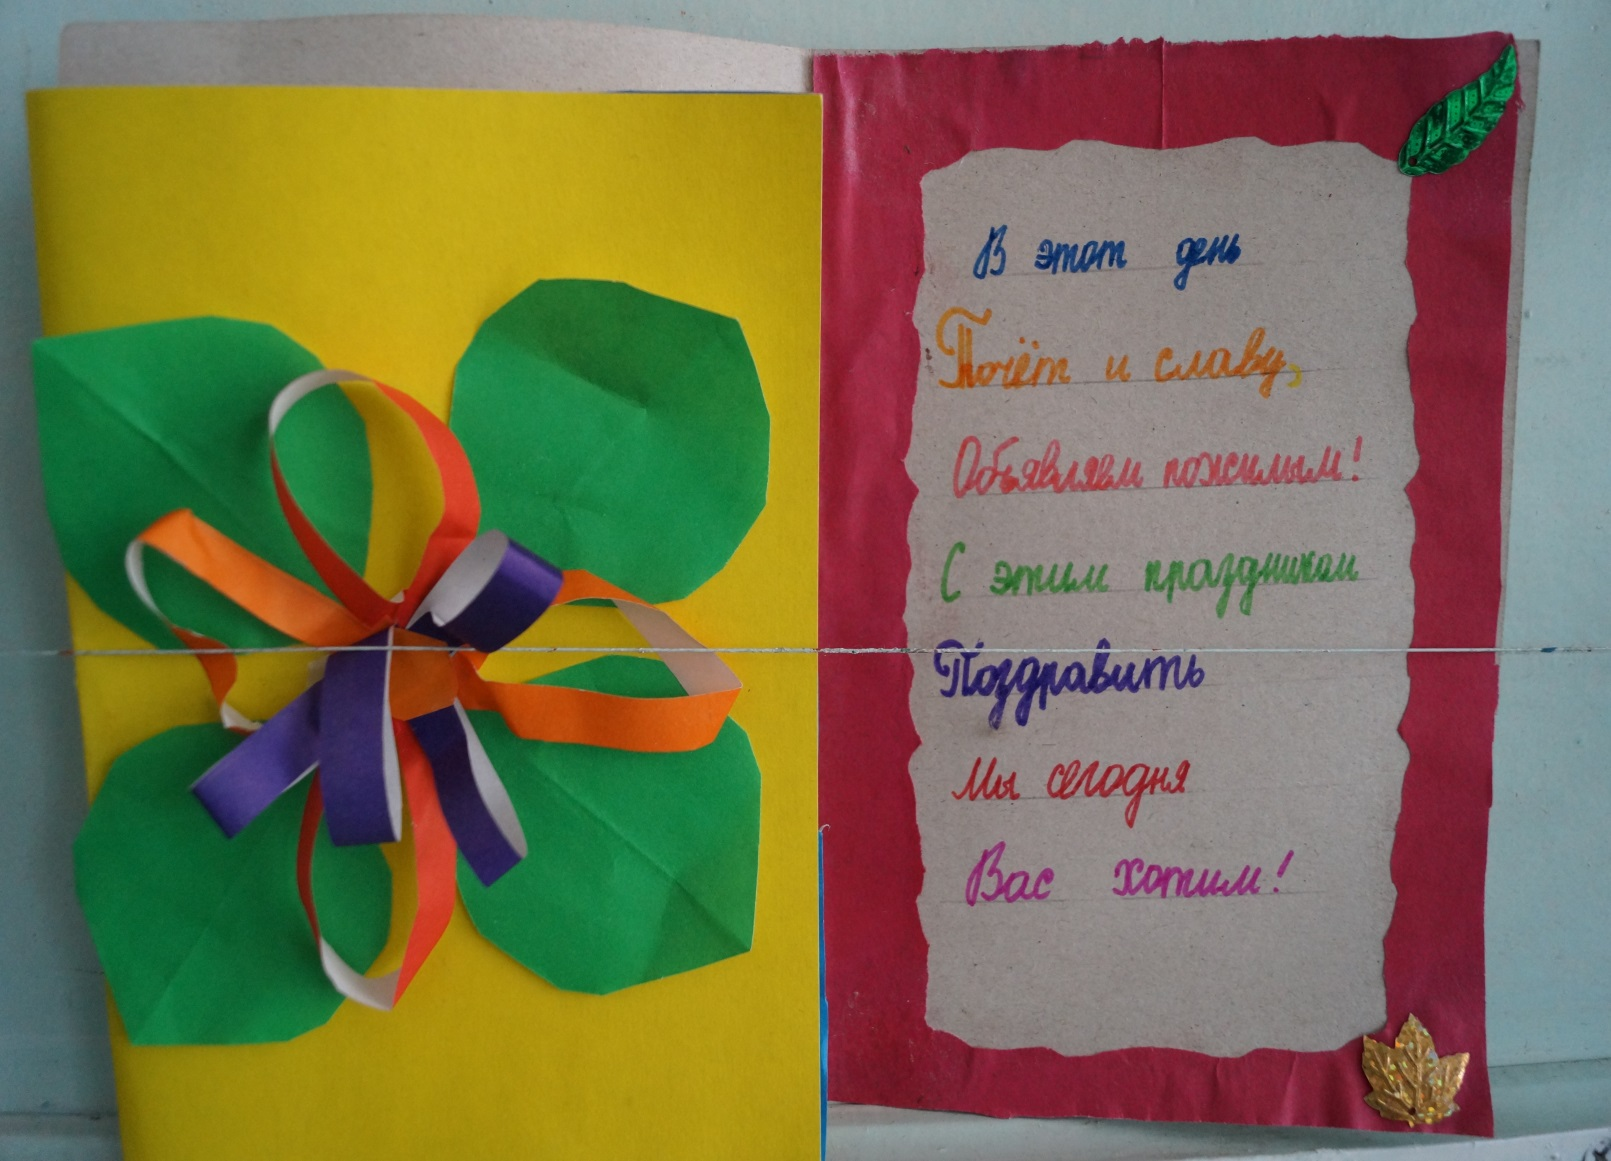 В этот день
Почёт и славу,
Объявляем пожилым!
С этим праздником
Поздравить
Мы сегодня
Вас хотим!